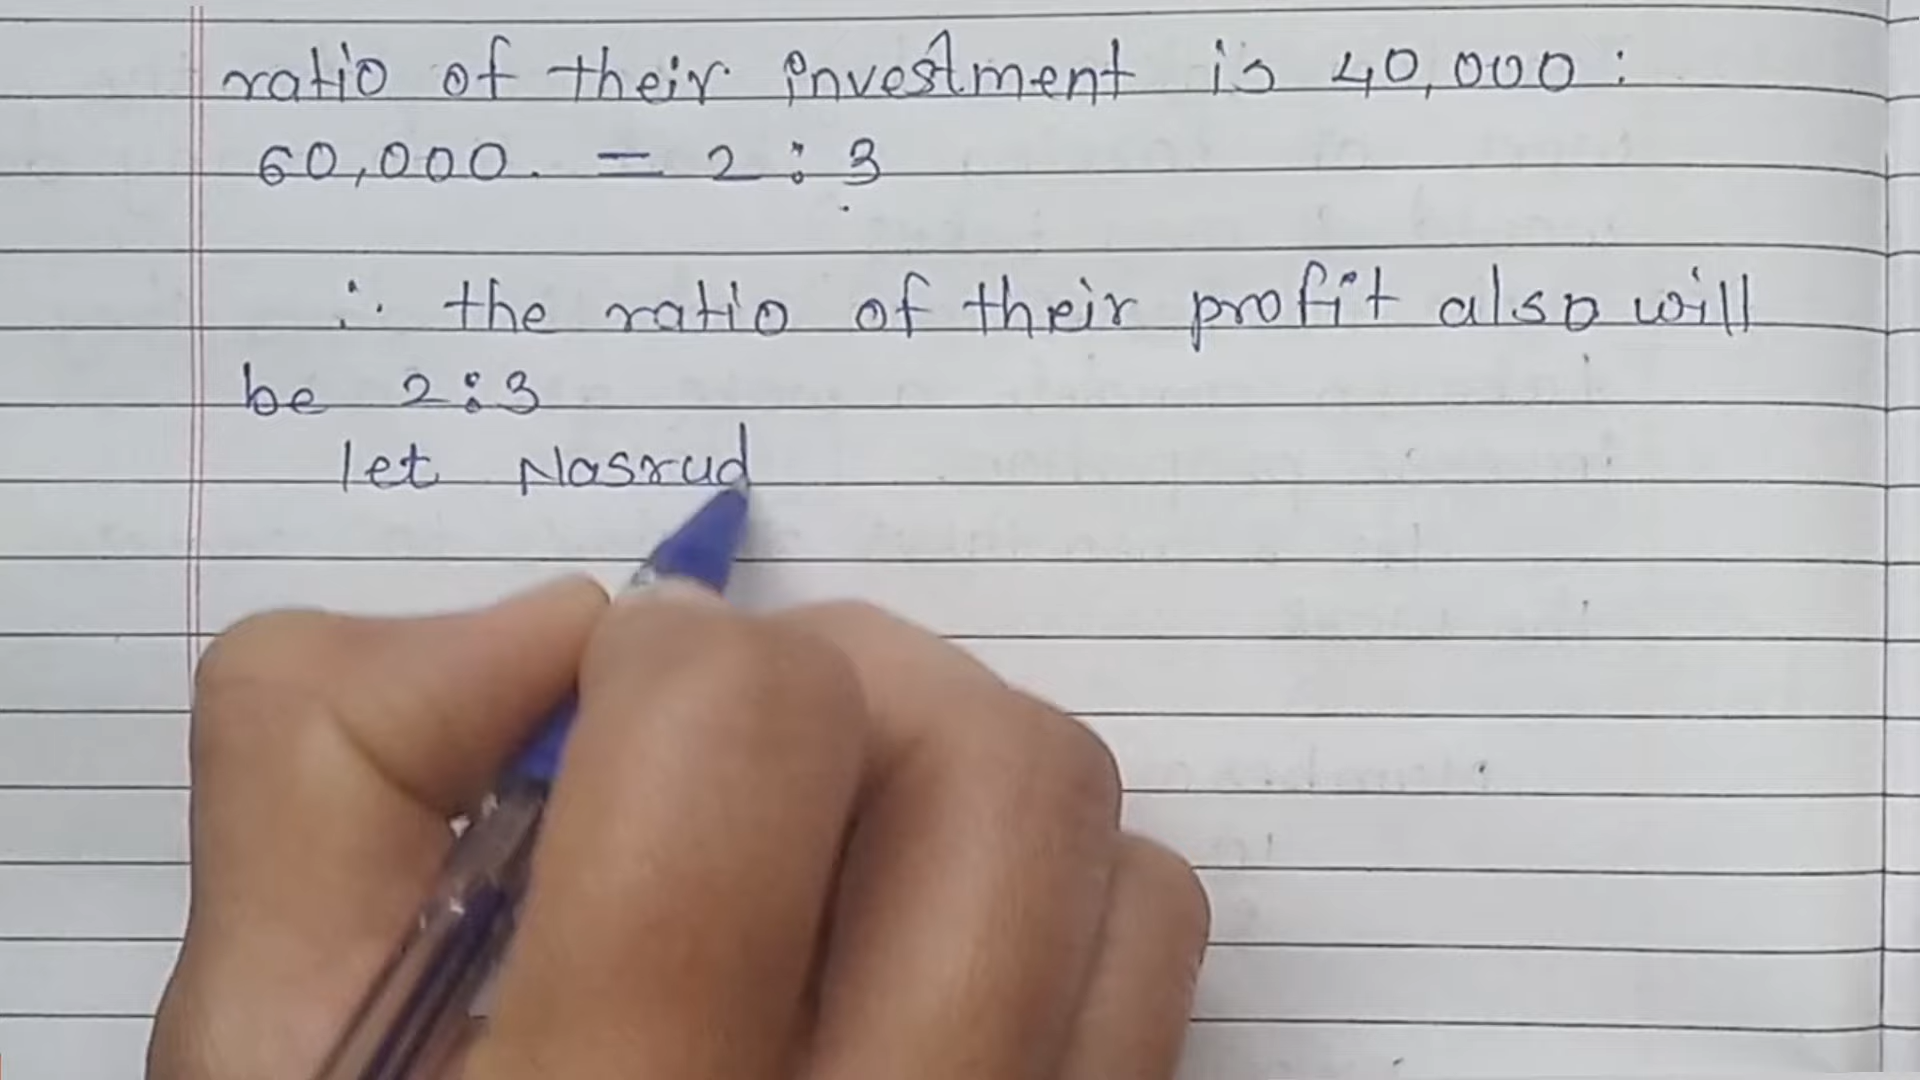 ratio of their investment is 40,000 :
60,000. = 2 : 3
∴ the ratio of their profit also will
be 2 : 3
let Nasrud